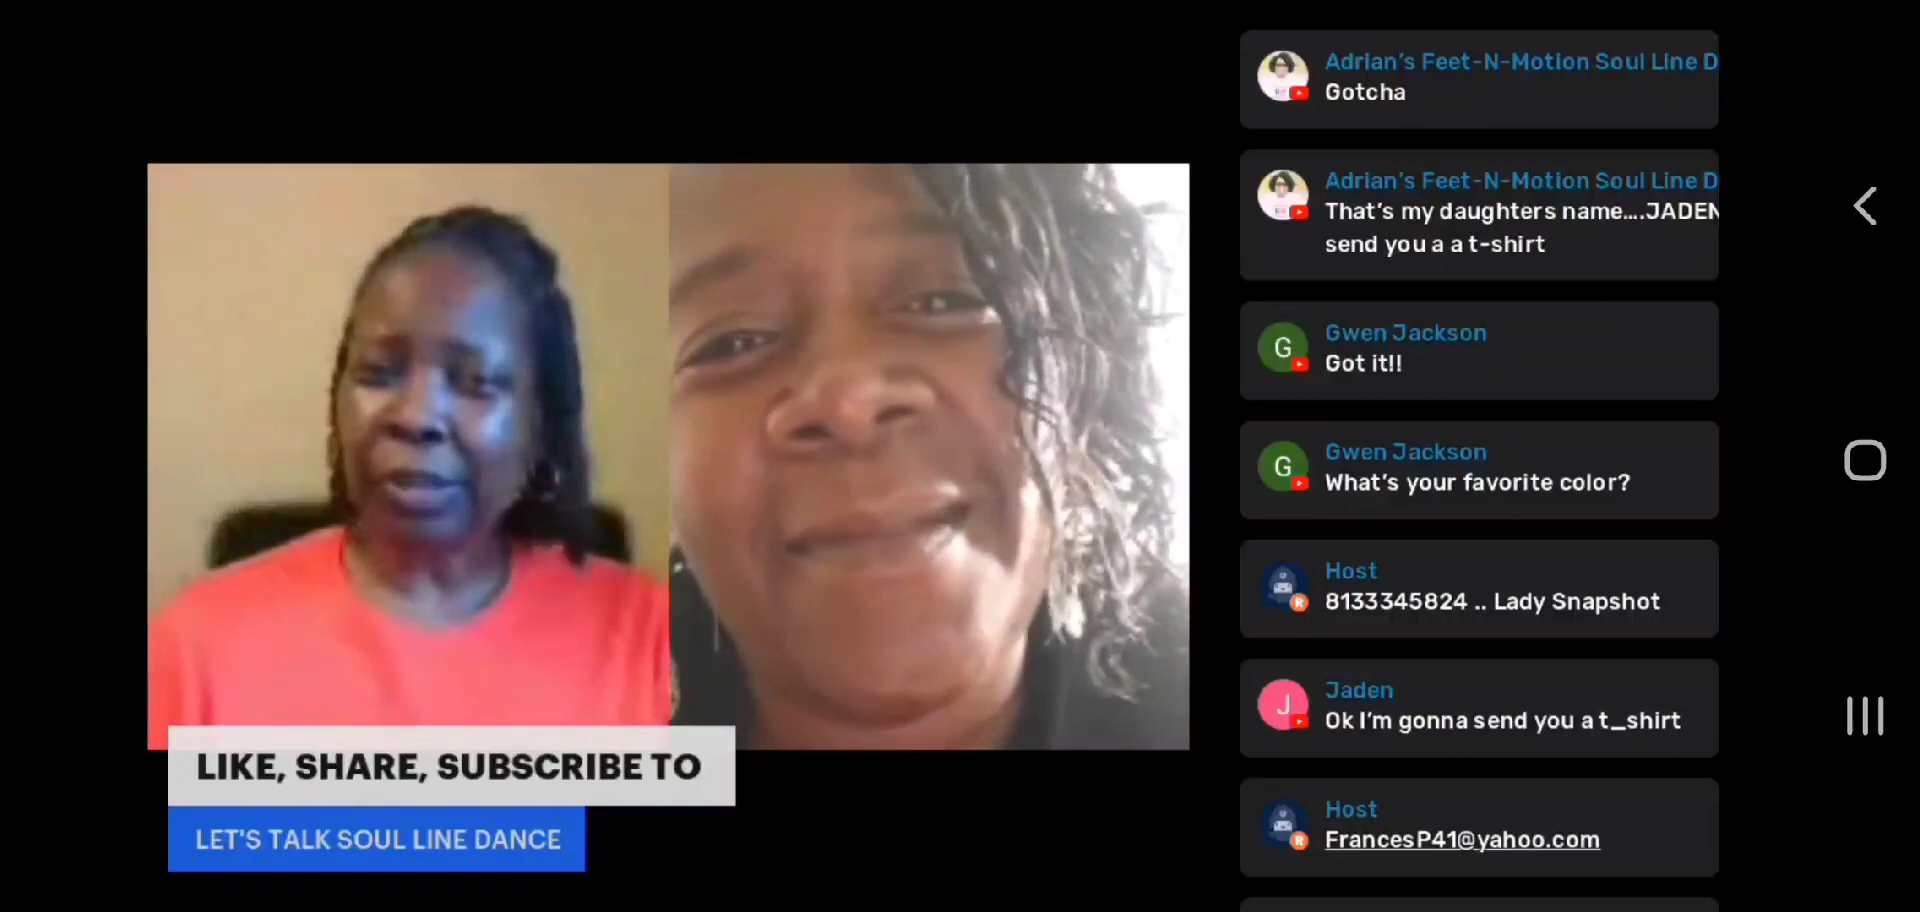 LIKE, SHARE, SUBSCRIBE TO
LET'S TALK SOUL LINE DANCE
Adrian's Feet-N-Motion Soul Line D
Gotcha
Adrian's Feet-N-Motion Soul Line D
That's my daughters name....JADEN
send you a a t-shirt
G
Gwen Jackson
Got it!!
G
Gwen Jackson
What's your favorite color?
Host
R
8133345824 .. Lady Snapshot
J
Jaden
Ok I'm gonna send you a t_shirt
Host
R
FrancesP41@yahoo.com